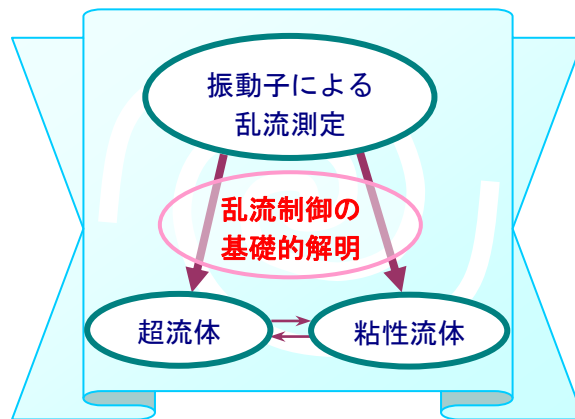 振動子による
乱流測定
乱流制御の
基礎的解明
超流体
粘性流体